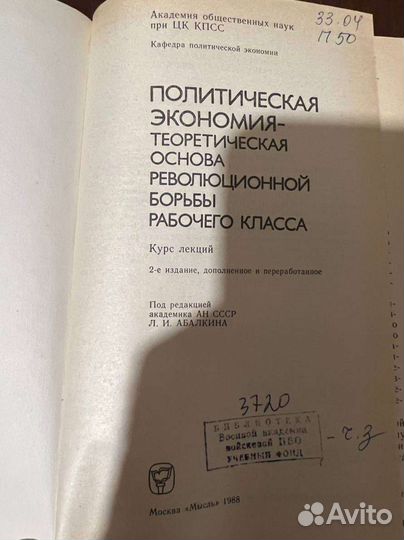 Академия общественных наук
при ЦК КПСС
33.04
П50
Кафедра политической экономии
ПОЛИТИЧЕСКАЯ
ЭКОНОМИЯ-
ТЕОРЕТИЧЕСКАЯ
ОСНОВА
РЕВОЛЮЦИОННОЙ
БОРЬБЫ
РАБОЧЕГО КЛАССА
Курс лекций
2-е издание, дополненное и переработанное
Под редакцией
академика АН СССР
Л. И. АБАЛКИНА
3720
БИБЛИОТЕКА
Военной академии
войсковой ПВО
УЧЕБНЫЙ ФОНД
- ч.з
Москва «Мысль» 1988
Avito